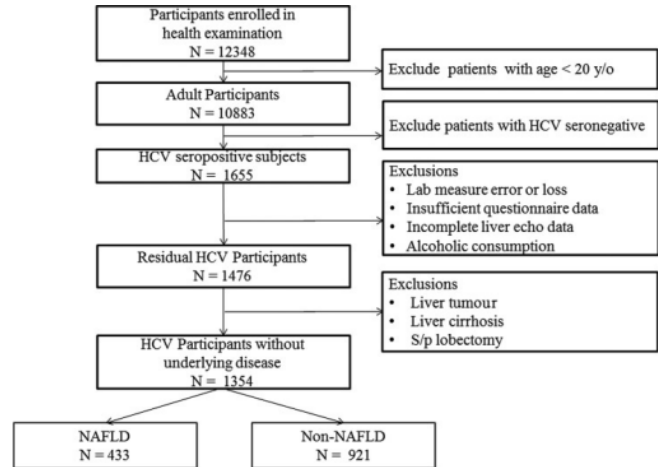 Participants enrolled in
health examination
N = 12348
Exclude patients with age < 20 y/o
Adult Participants
N = 10883
Exclude patients with HCV seronegative
HCV seropositive subjects
N = 1655
Exclusions
• Lab measure error or loss
• Insufficient questionnaire data
• Incomplete liver echo data
• Alcoholic consumption
Residual HCV Participants
N = 1476
Exclusions
• Liver tumour
• Liver cirrhosis
• S/p lobectomy
HCV Participants without
underlying disease
N = 1354
NAFLD
N = 433
Non-NAFLD
N = 921